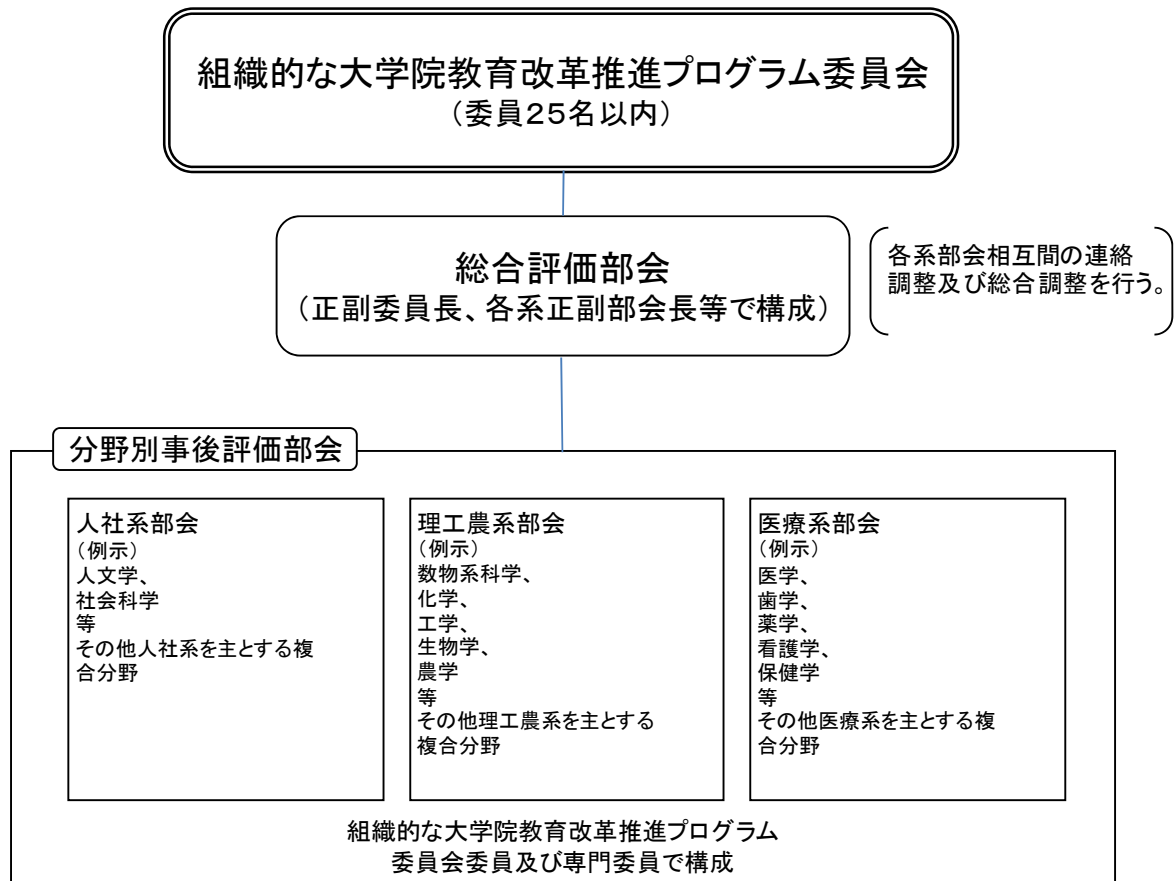 組織的な大学院教育改革推進プログラム委員会
（委員２５名以内）
総合評価部会
（正副委員長、各系正副部会長等で構成）
各系部会相互間の連絡
調整及び総合調整を行う。
分野別事後評価部会
人社系部会
（例示）
人文学、
社会科学
等
その他人社系を主とする複
合分野
理工農系部会
（例示）
数物系科学、
化学、
工学、
生物学、
農学
等
その他理工農系を主とする
複合分野
医療系部会
（例示）
医学、
歯学、
薬学、
看護学、
保健学
等
その他医療系を主とする複
合分野
組織的な大学院教育改革推進プログラム
委員会委員及び専門委員で構成